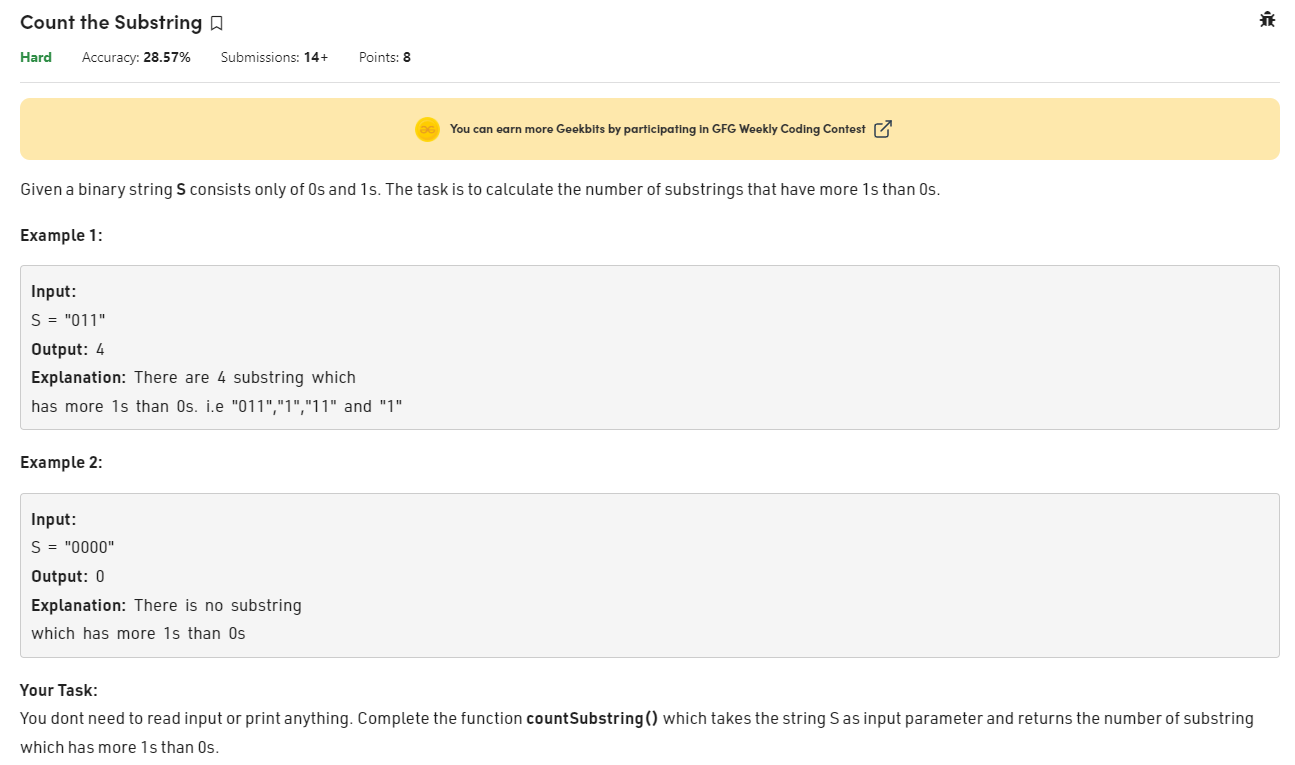 Count the Substring
Hard Accuracy: 28.57% Submissions: 14+ Points: 8
You can earn more Geekbits by participating in GFG Weekly Coding Contest
Given a binary string S consists only of 0s and 1s. The task is to calculate the number of substrings that have more 1s than 0s.
Example 1:
Input:
S = "011"
Output: 4
Explanation: There are 4 substring which
has more 1s than 0s. i.e "011","1","11" and "1"
Example 2:
Input:
S = "0000"
Output: 0
Explanation: There is no substring
which has more 1s than 0s
Your Task:
You dont need to read input or print anything. Complete the function countSubstring() which takes the string S as input parameter and returns the number of substring
which has more 1s than 0s.